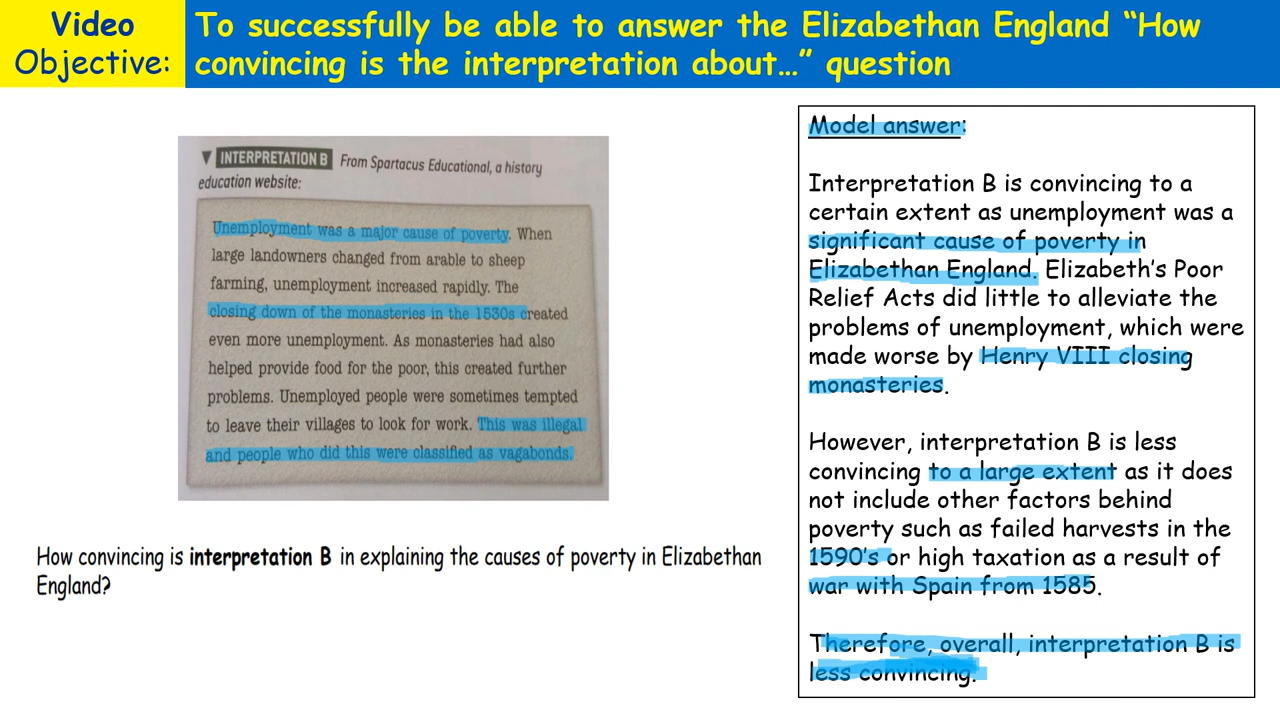 Video
Objective:
To successfully be able to answer the Elizabethan England “How
convincing is the interpretation about…” question
▼ INTERPRETATION B From Spartacus Educational, a history
education website:
Unemployment was a major cause of poverty. When
large landowners changed from arable to sheep
farming, unemployment increased rapidly. The
closing down of the monasteries in the 1530s created
even more unemployment. As monasteries had also
helped provide food for the poor, this created further
problems. Unemployed people were sometimes tempted
to leave their villages to look for work. This was illegal
and people who did this were classified as vagabonds.
How convincing is interpretation B in explaining the causes of poverty in Elizabethan
England?
Model answer:
Interpretation B is convincing to a
certain extent as unemployment was a
significant cause of poverty in
Elizabethan England. Elizabeth’s Poor
Relief Acts did little to alleviate the
problems of unemployment, which were
made worse by Henry VIII closing
monasteries.
However, interpretation B is less
convincing to a large extent as it does
not include other factors behind
poverty such as failed harvests in the
1590’s or high taxation as a result of
war with Spain from 1585.
Therefore, overall, interpretation B is
less convincing.